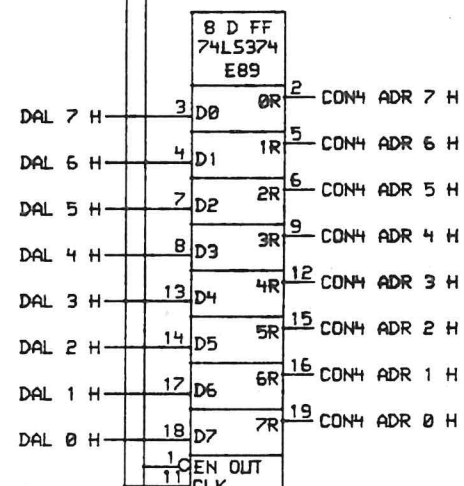 8 D FF
74LS374
E89
0R 2 CON4 ADR 7 H
DAL 7 H 3 D0
1R 5 CON4 ADR 6 H
DAL 6 H 4 D1
2R 6 CON4 ADR 5 H
DAL 5 H 7 D2
3R 9 CON4 ADR 4 H
DAL 4 H 8 D3
4R 12 CON4 ADR 3 H
DAL 3 H 13 D4
5R 15 CON4 ADR 2 H
DAL 2 H 14 D5
6R 16 CON4 ADR 1 H
DAL 1 H 17 D6
7R 19 CON4 ADR 0 H
DAL 0 H 18 D7
1 EN OUT
11 CLK